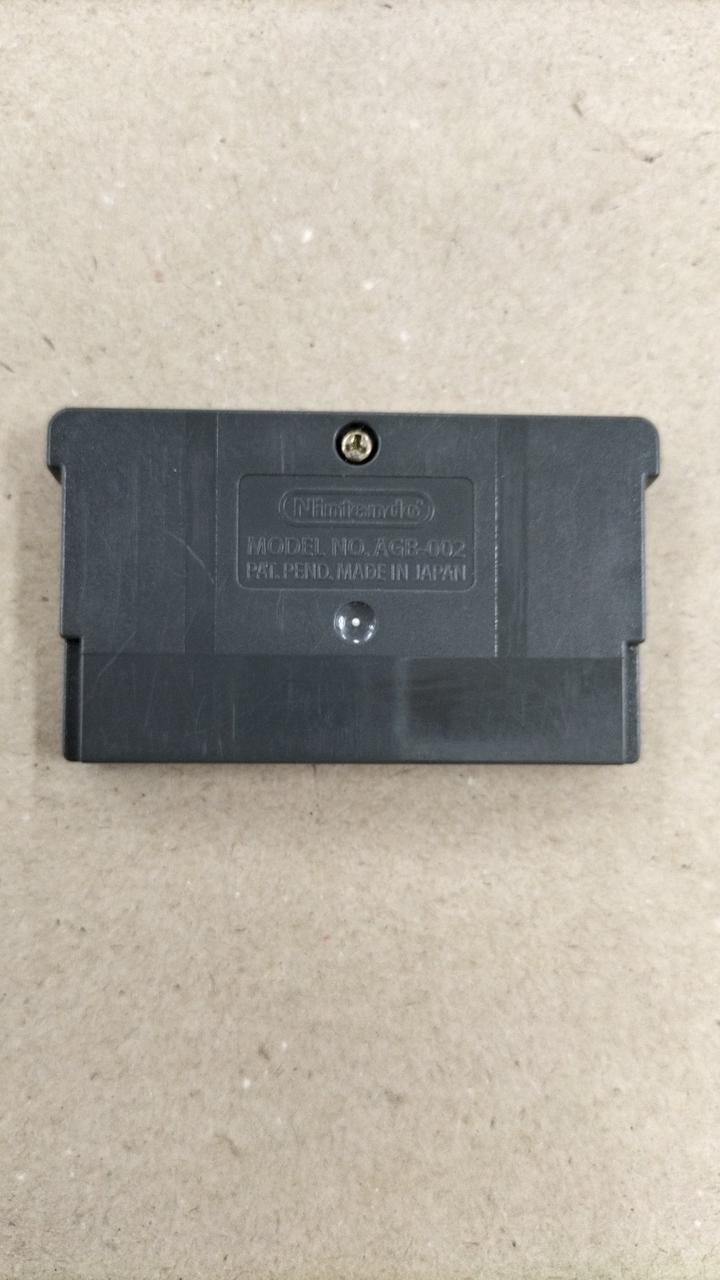 Nintendo
MODEL NO. AGB-002
PAT. PEND. MADE IN JAPAN